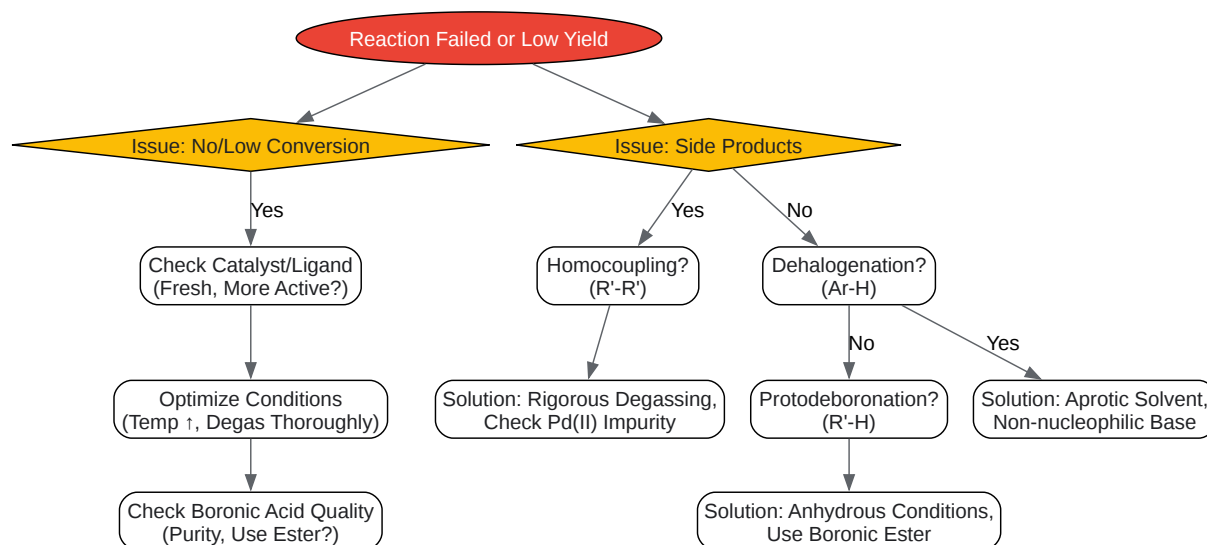 Reaction Failed or Low Yield
Issue: No/Low Conversion
Issue: Side Products
Yes
Yes
No
Check Catalyst/Ligand
(Fresh, More Active?)
Homocoupling?
(R'-R')
Dehalogenation?
(Ar-H)
No
Yes
Optimize Conditions
(Temp ↑, Degas Thoroughly)
Solution: Rigorous Degassing,
Check Pd(II) Impurity
Protodeboronation?
(R'-H)
Solution: Aprotic Solvent,
Non-nucleophilic Base
Check Boronic Acid Quality
(Purity, Use Ester?)
Solution: Anhydrous Conditions,
Use Boronic Ester